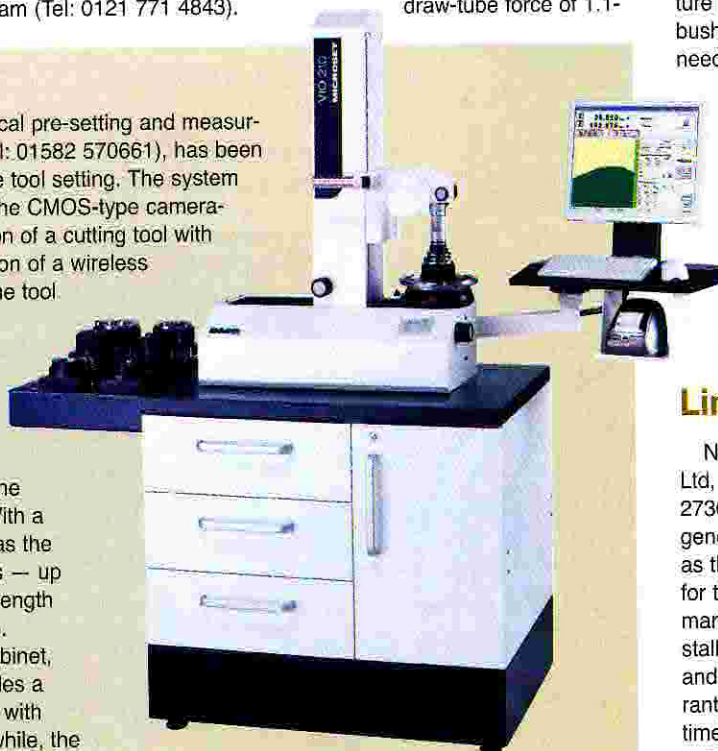 am (Tel: 0121 771 4843).
cal pre-setting and measur-
l: 01582 570661), has been
e tool setting. The system
he CMOS-type camera-
on of a cutting tool with
on of a wireless
he tool
ne
With a
as the
s — up
ength
binet,
des a
with
while, the
VIO 210
MICROSET
draw-tube force of 1.1-
ture
bush
need
Lin
N
Ltd,
273
gene
as th
for t
mar
stall
and
rant
time